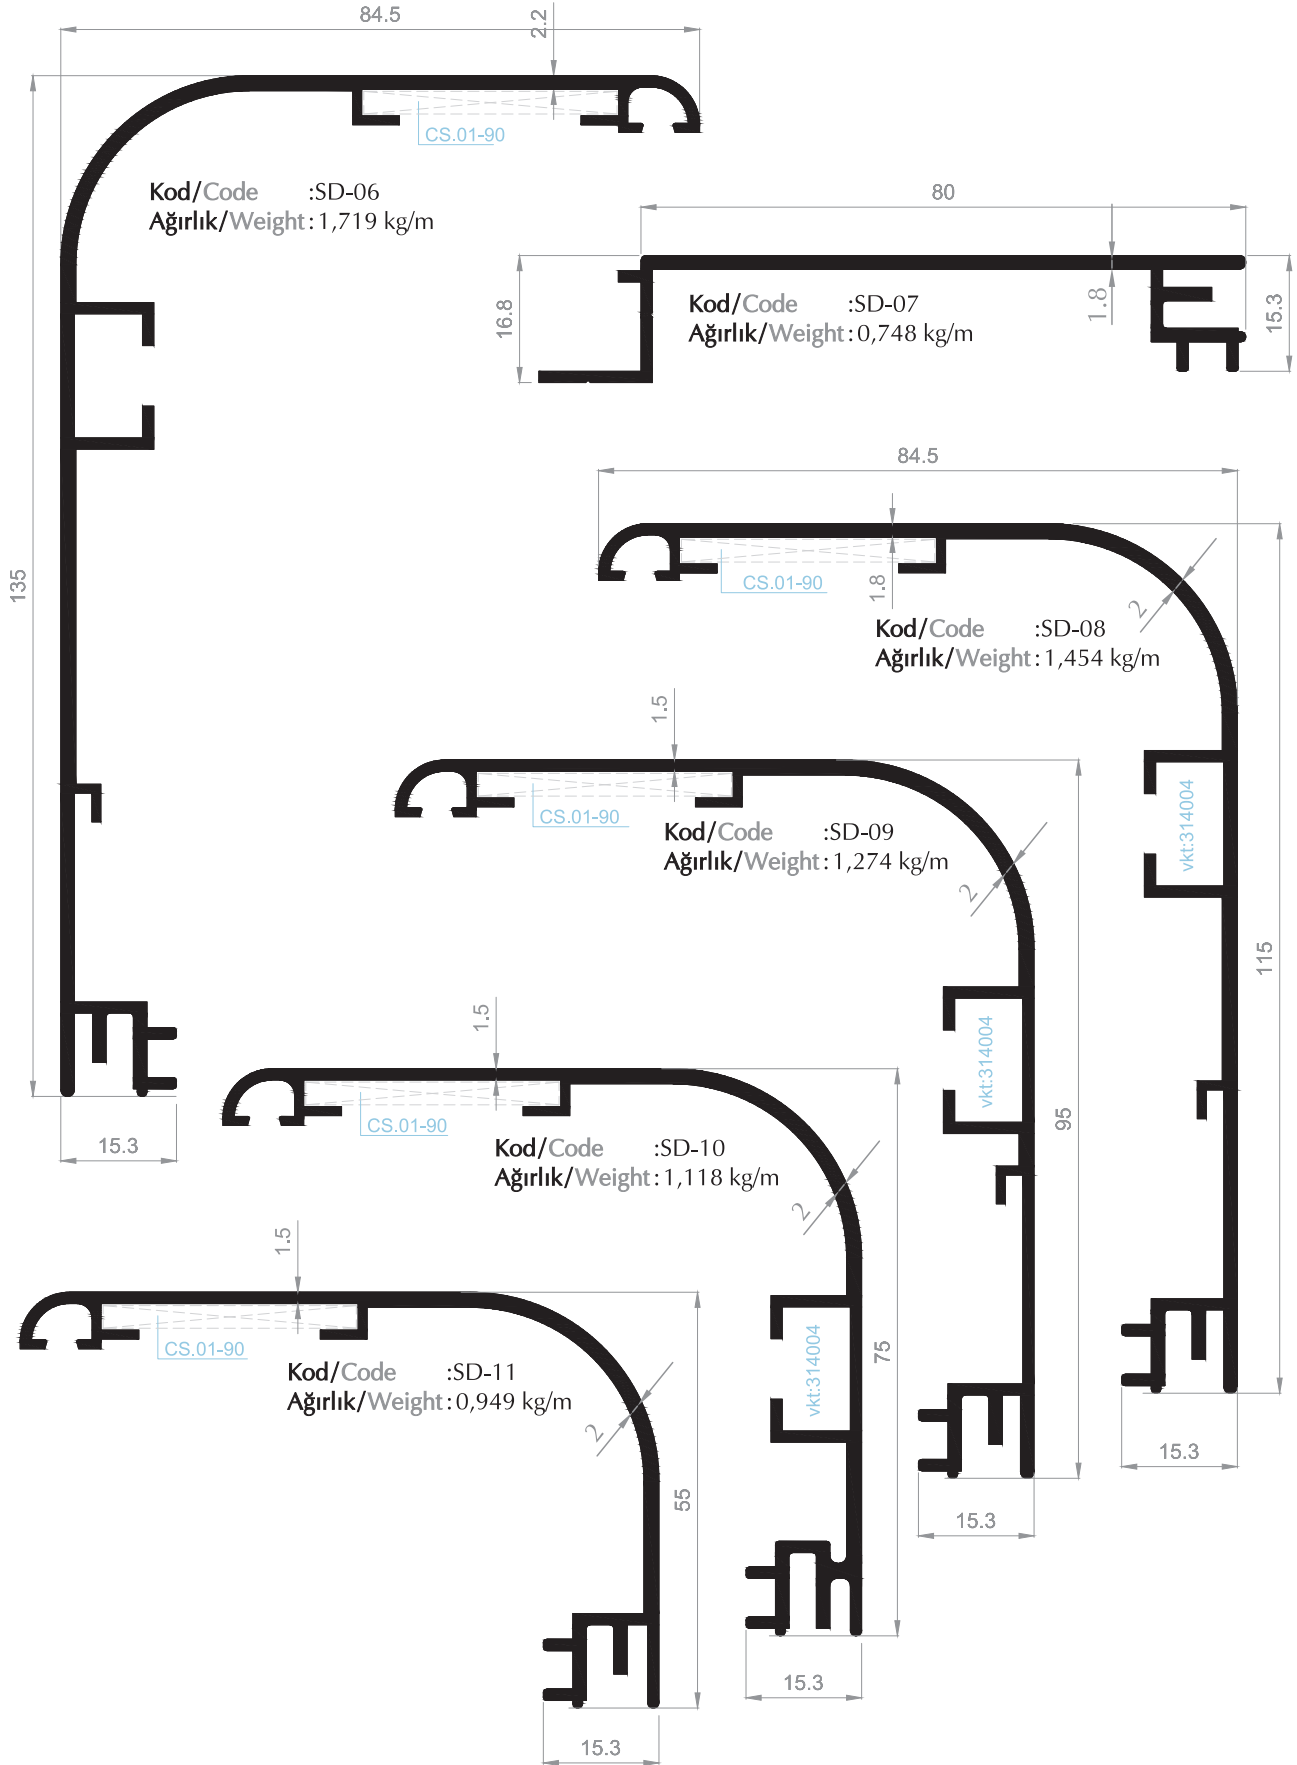 84.5
2.2
CS.01-90
Kod/Code :SD-06
Ağırlık/Weight : 1,719 kg/m
135
15.3
80
16.8
Kod/Code :SD-07
Ağırlık/Weight : 0,748 kg/m
1.8
15.3
84.5
CS.01-90
1.8
2
Kod/Code :SD-08
Ağırlık/Weight : 1,454 kg/m
vkt:314004
115
15.3
1.5
CS.01-90
Kod/Code :SD-09
Ağırlık/Weight : 1,274 kg/m
2
vkt:314004
95
15.3
1.5
CS.01-90
Kod/Code :SD-10
Ağırlık/Weight : 1,118 kg/m
2
vkt:314004
75
15.3
1.5
CS.01-90
Kod/Code :SD-11
Ağırlık/Weight : 0,949 kg/m
2
55
15.3